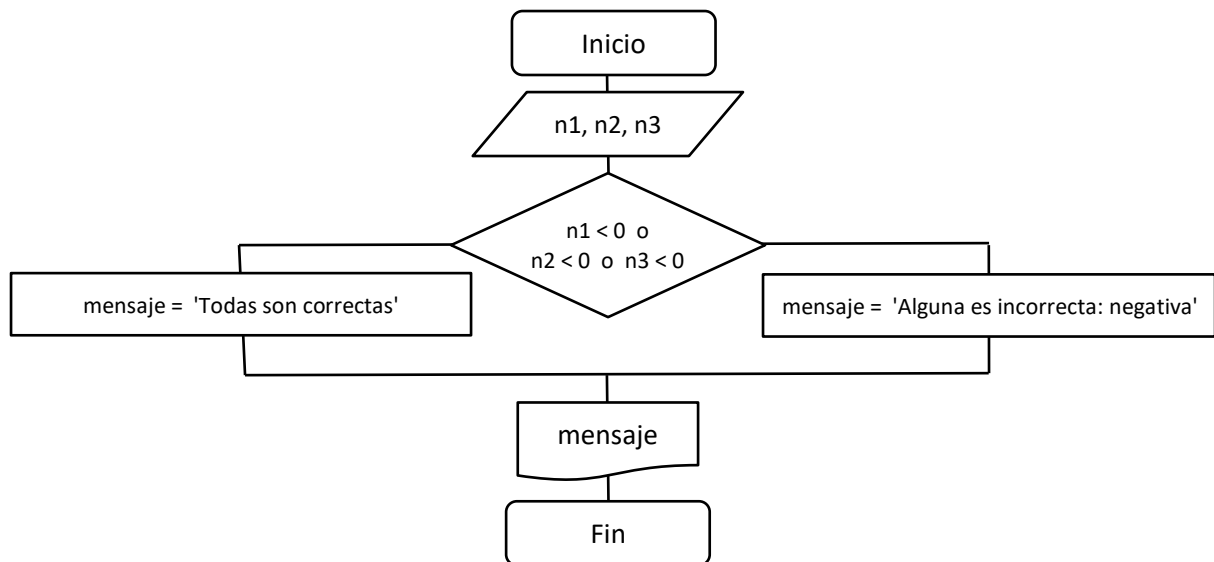 Inicio
n1, n2, n3
n1 < 0 o
n2 < 0 o n3 < 0
mensaje = 'Todas son correctas'
mensaje = 'Alguna es incorrecta: negativa'
mensaje
Fin